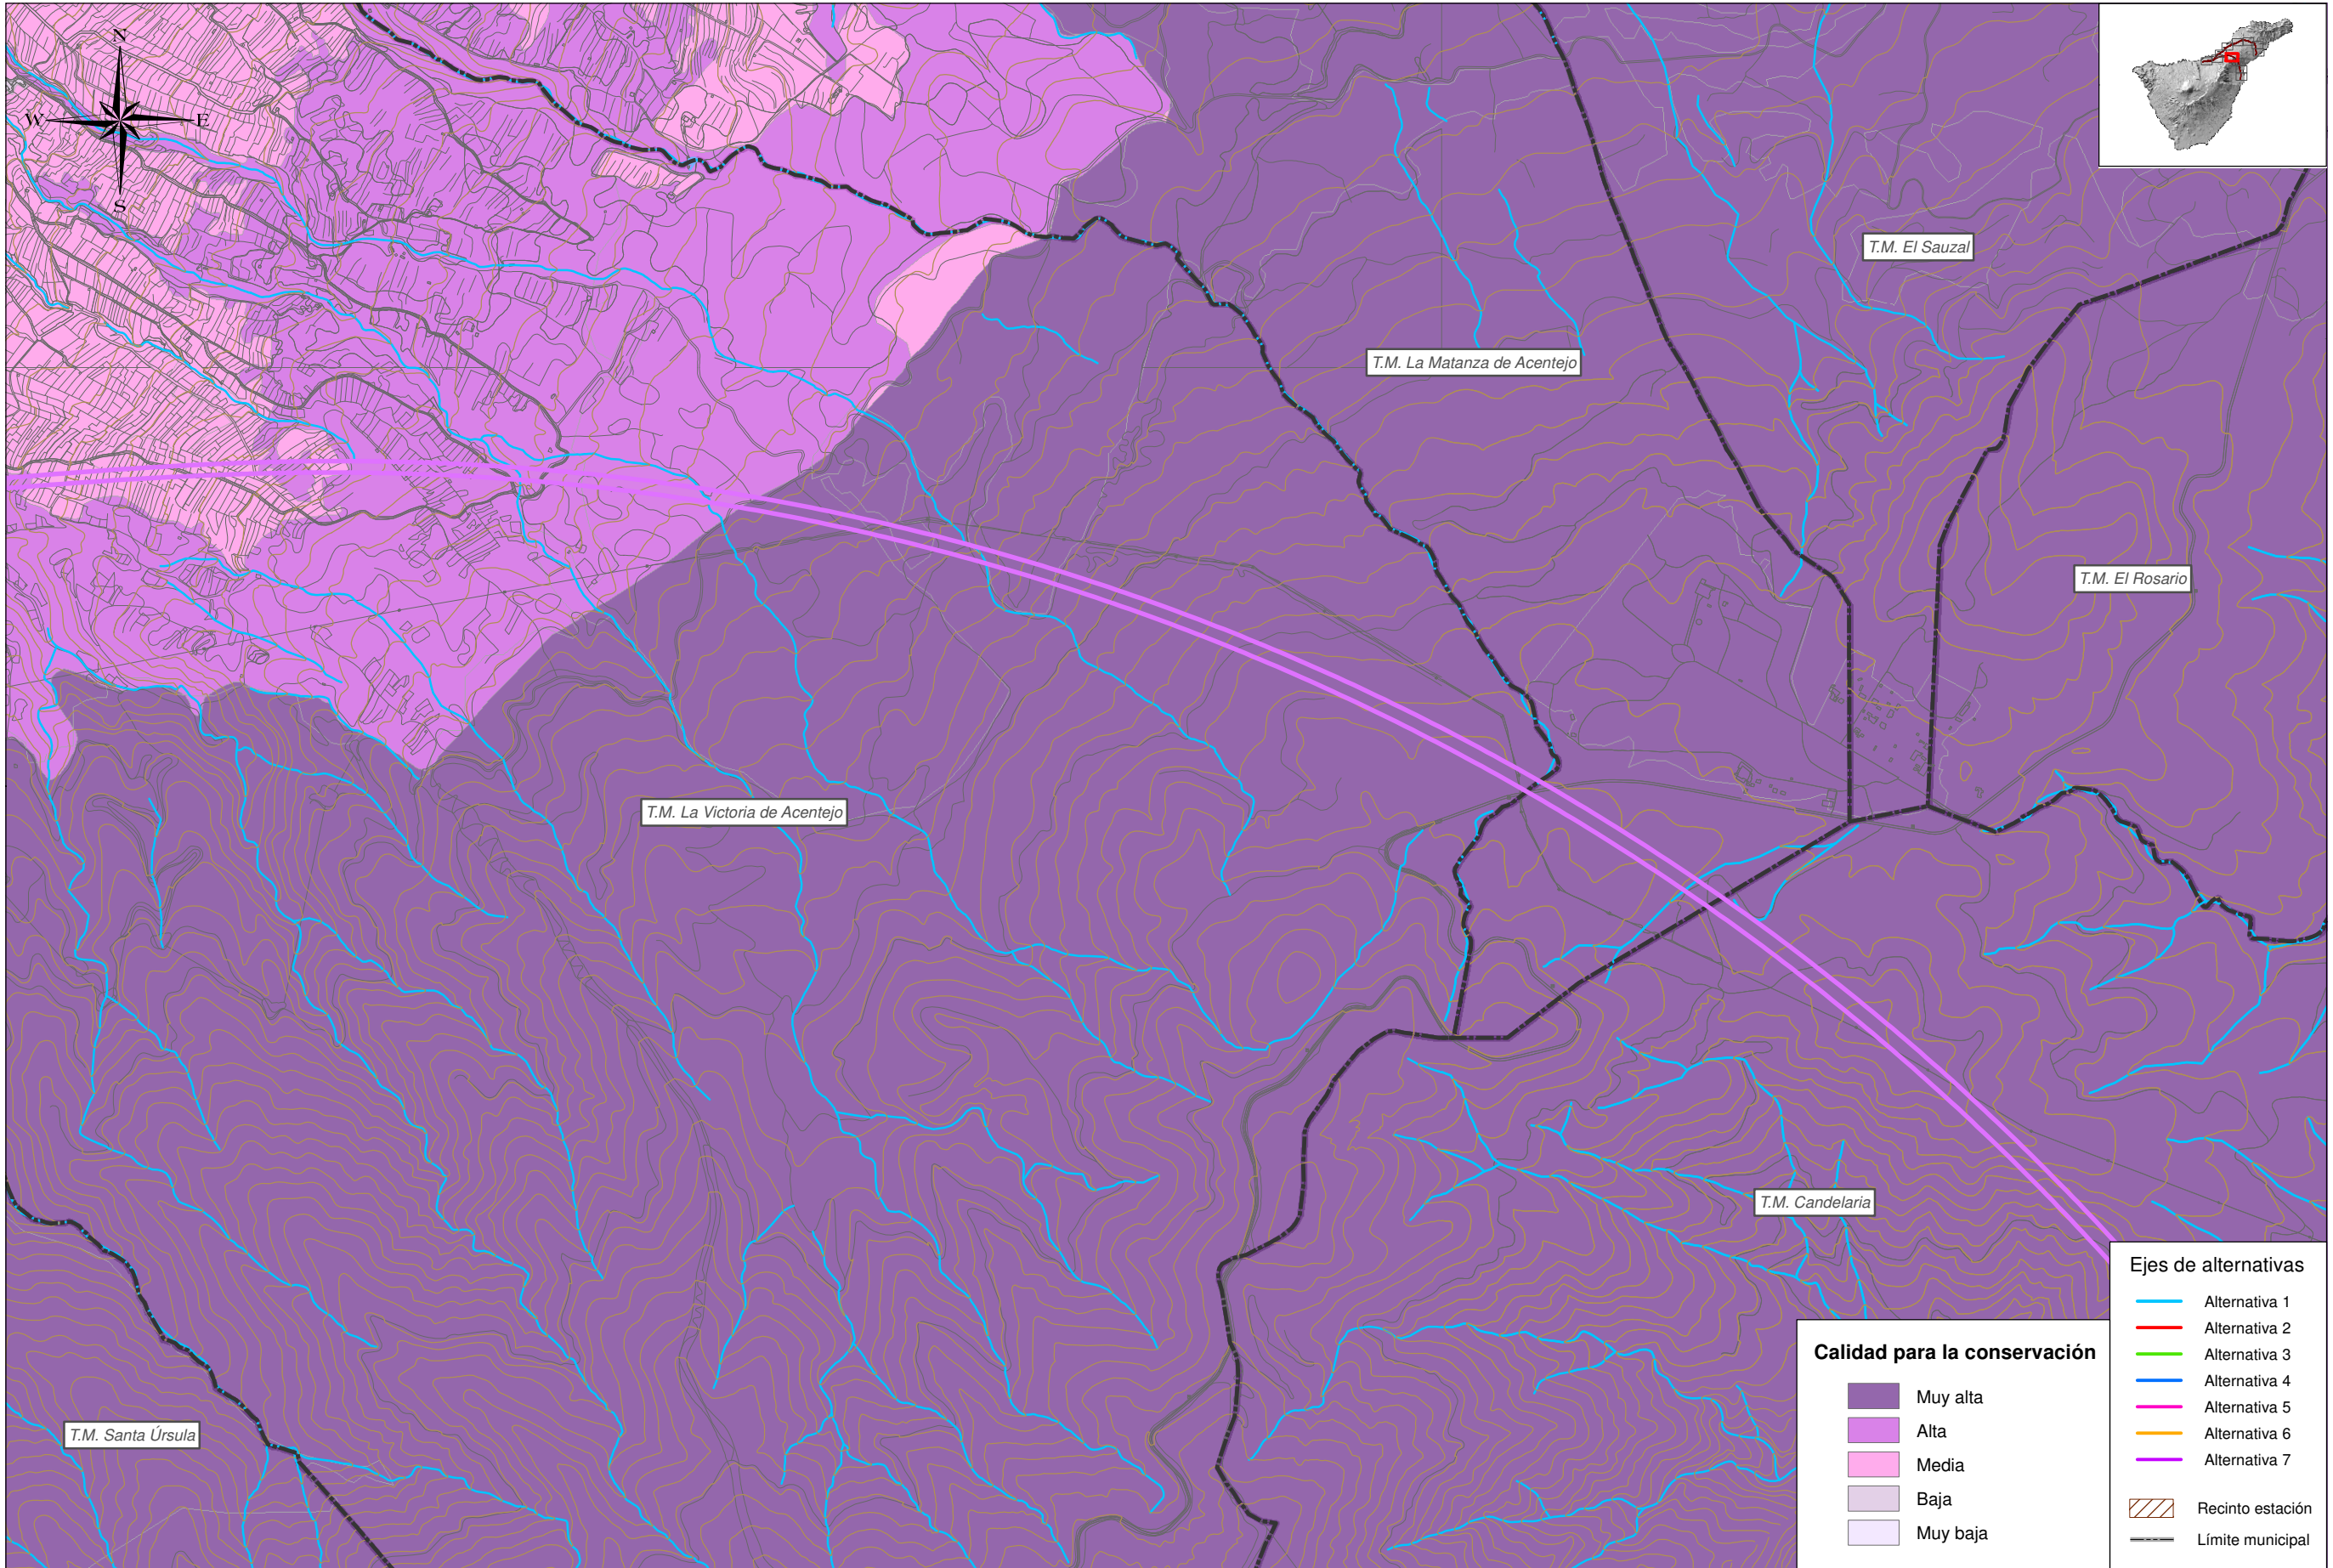 N
W
E
S
T.M. El Sauzal
T.M. La Matanza de Acentejo
T.M. El Rosario
T.M. La Victoria de Acentejo
T.M. Candelaria
T.M. Santa Úrsula
Calidad para la conservación
Muy alta
Alta
Media
Baja
Muy baja
Ejes de alternativas
Alternativa 1
Alternativa 2
Alternativa 3
Alternativa 4
Alternativa 5
Alternativa 6
Alternativa 7
Recinto estación
Límite municipal